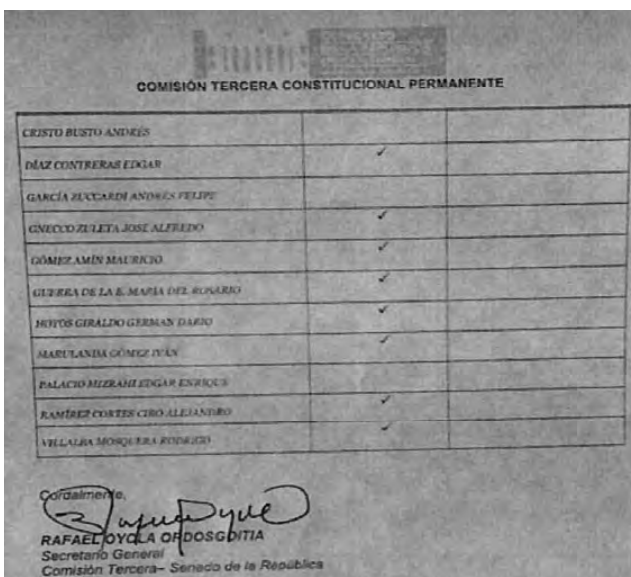 COMISIÓN TERCERA CONSTITUCIONAL PERMANENTE
CRISTO BUSTO ANDRÉS
DÍAZ CONTRERAS EDGAR ✓
GARCÍA ZUCCARDI ANDRÉS FELIPE
GNECCO ZULETA JOSÉ ALFREDO ✓
GÓMEZ AMÍN MAURICIO ✓
GUERRA DE LA E. MARÍA DEL ROSARIO ✓
HOYOS GIRALDO GERMAN DARIO ✓
MARULANDA GÓMEZ IVÁN ✓
PALACIO MIZRAHI EDGAR ENRIQUE
RAMÍREZ CORTES CIRO ALEJANDRO ✓
VILLALBA MOSQUERA RODRIGO ✓
Cordialmente,
RAFAEL OYOLA ORDOSGOITIA
Secretario General
Comisión Tercera– Senado de la República